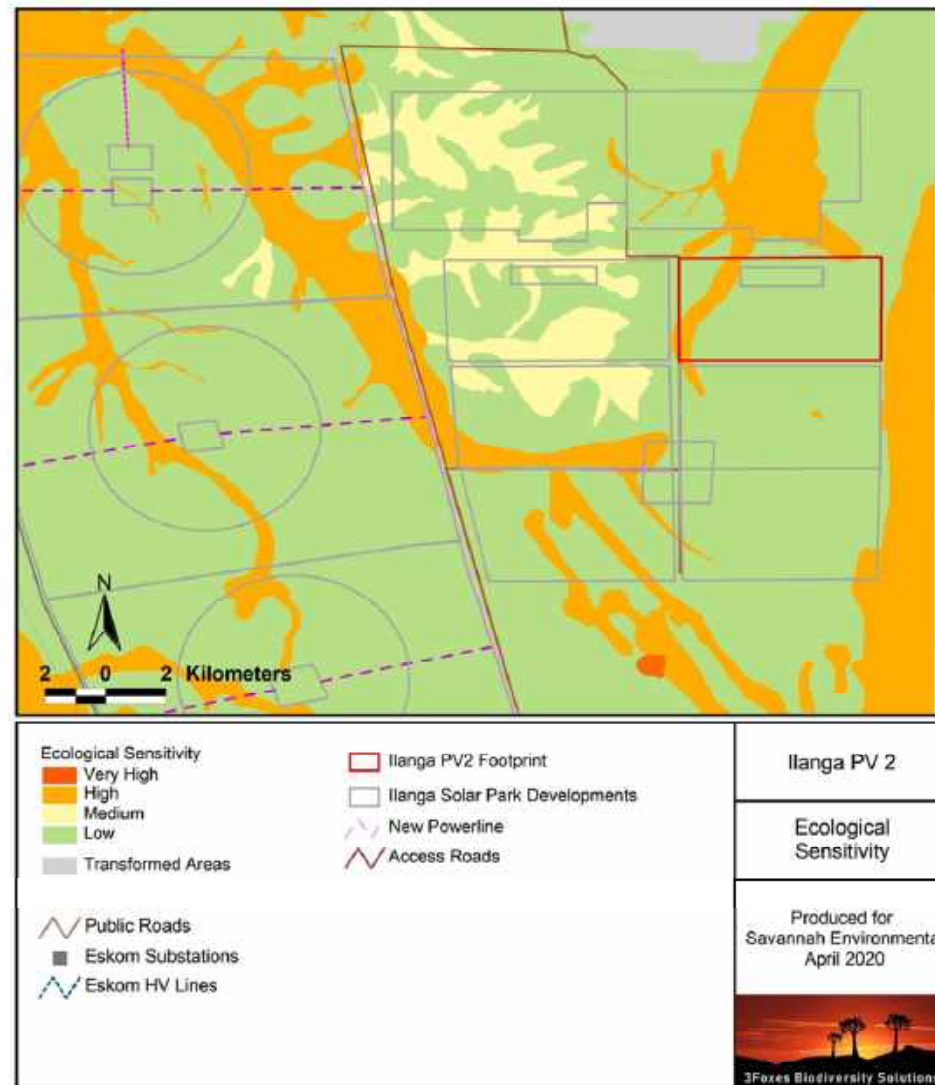 N
2 0 2 Kilometers
Ecological Sensitivity
Very High
High
Medium
Low
Transformed Areas
Public Roads
Eskom Substations
Eskom HV Lines
Ilanga PV2 Footprint
Ilanga Solar Park Developments
New Powerline
Access Roads
Ilanga PV 2
Ecological
Sensitivity
Produced for
Savannah Environmenta
April 2020
3Foxes Biodiversity Solutions